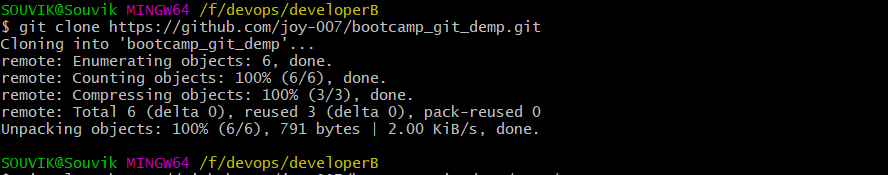 SOUVIK@Souvik MINGW64 /f/devops/developerB
$ git clone https://github.com/joy-007/bootcamp_git_demp.git
Cloning into 'bootcamp_git_demp'...
remote: Enumerating objects: 6, done.
remote: Counting objects: 100% (6/6), done.
remote: Compressing objects: 100% (3/3), done.
remote: Total 6 (delta 0), reused 3 (delta 0), pack-reused 0
Unpacking objects: 100% (6/6), 791 bytes | 2.00 KiB/s, done.
SOUVIK@Souvik MINGW64 /f/devops/developerB